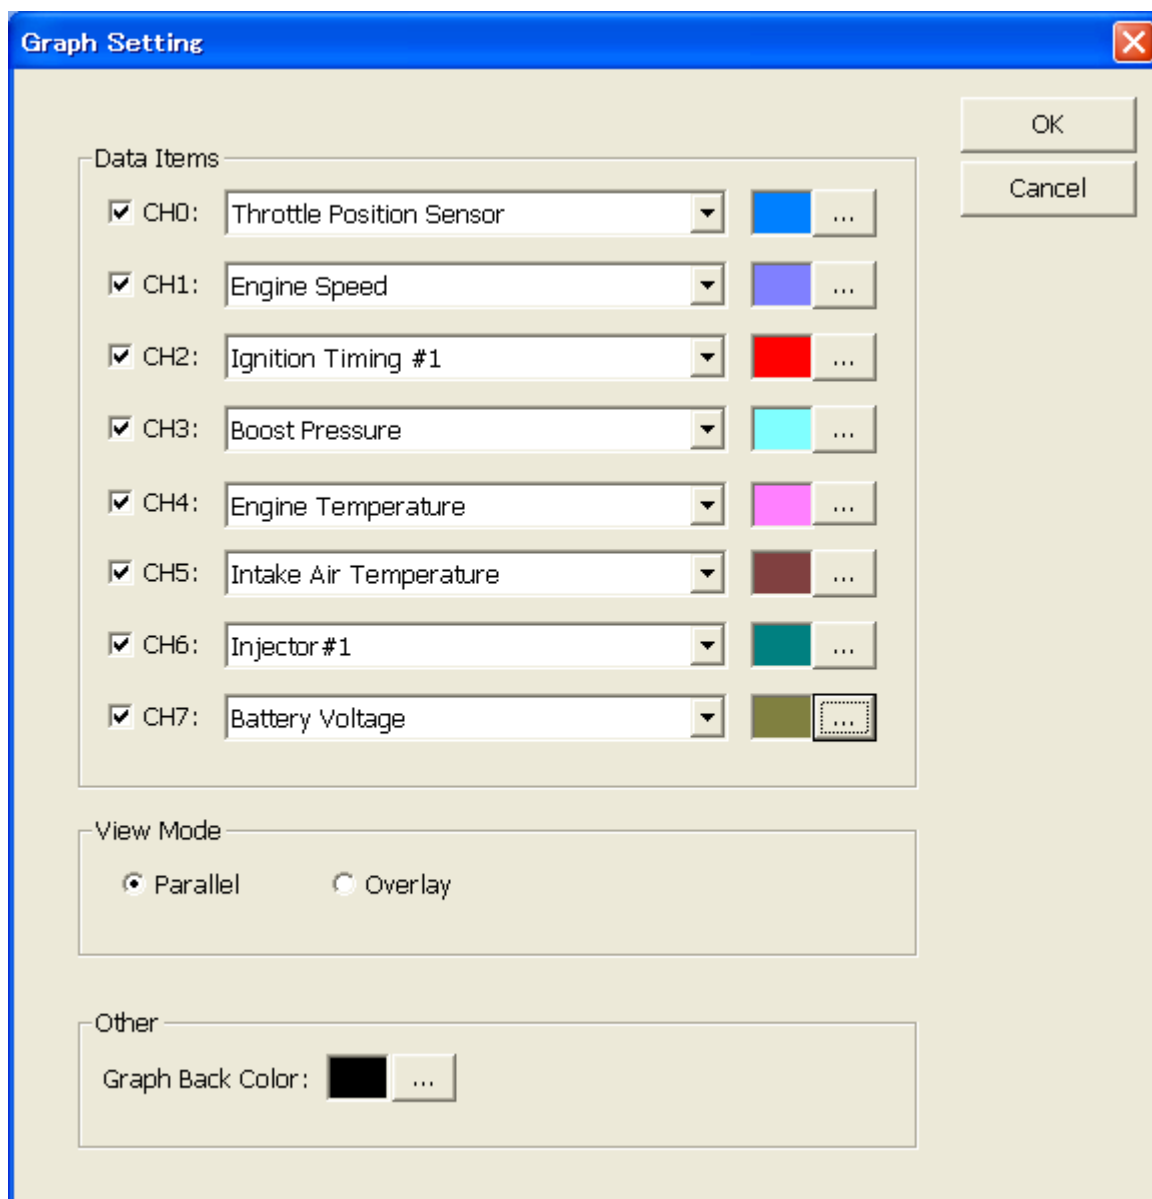 Graph Setting
OK
Cancel
Data Items
CH0: Throttle Position Sensor ...
CH1: Engine Speed ...
CH2: Ignition Timing #1 ...
CH3: Boost Pressure ...
CH4: Engine Temperature ...
CH5: Intake Air Temperature ...
CH6: Injector#1 ...
CH7: Battery Voltage ...
View Mode
Parallel Overlay
Other
Graph Back Color: ...